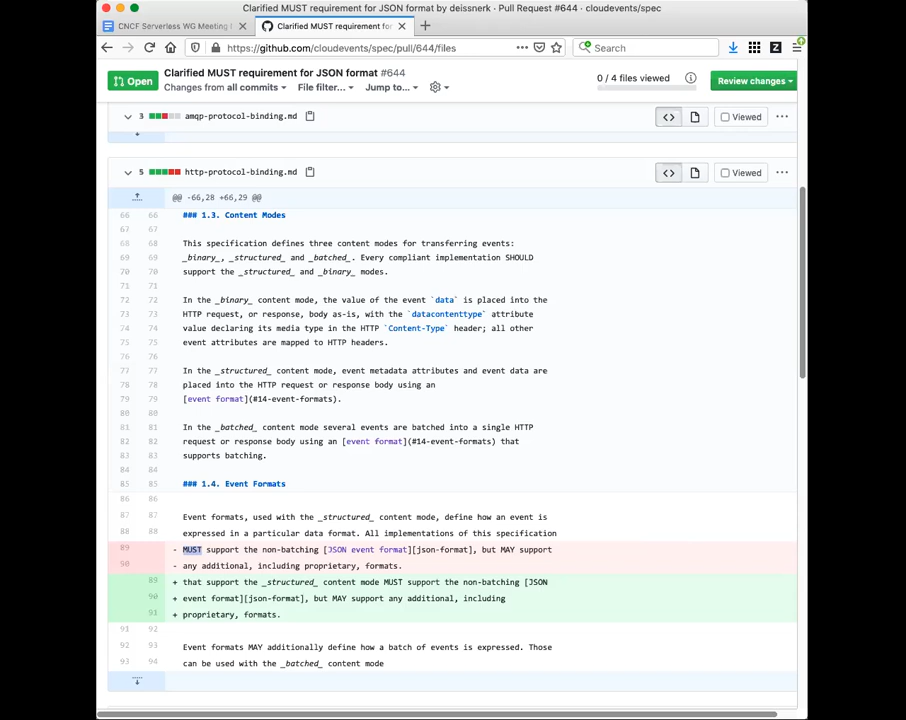 Clarified MUST requirement for JSON format by deissnerk · Pull Request #644 · cloudevents/spec
CNCF Serverless WG Meeting
Clarified MUST requirement for
https://github.com/cloudevents/spec/pull/644/files
Search
Open
Clarified MUST requirement for JSON format #644
Changes from all commits
File filter...
Jump to...
0 / 4 files viewed
Review changes
3 amqp-protocol-binding.md
Viewed
5 http-protocol-binding.md
Viewed
@@ -66,28 +66,29 @@
66 66 ### 1.3. Content Modes
67 67
68 68 This specification defines three content modes for transferring events:
69 69 _binary_, _structured_ and _batched_. Every compliant implementation SHOULD
70 70 support the _structured_ and _binary_ modes.
71 71
72 72 In the _binary_ content mode, the value of the event `data` is placed into the
73 73 HTTP request, or response, body as-is, with the `datacontenttype` attribute
74 74 value declaring its media type in the HTTP `Content-Type` header; all other
75 75 event attributes are mapped to HTTP headers.
76 76
77 77 In the _structured_ content mode, event metadata attributes and event data are
78 78 placed into the HTTP request or response body using an
79 79 [event format](#14-event-formats).
80 80
81 81 In the _batched_ content mode several events are batched into a single HTTP
82 82 request or response body using an [event format](#14-event-formats) that
83 83 supports batching.
84 84
85 85 ### 1.4. Event Formats
86 86
87 87 Event formats, used with the _structured_ content mode, define how an event is
88 88 expressed in a particular data format. All implementations of this specification
89 - MUST support the non-batching [JSON event format][json-format], but MAY support
90 - any additional, including proprietary, formats.
89 + that support the _structured_ content mode MUST support the non-batching [JSON
90 + event format][json-format], but MAY support any additional, including
91 + proprietary, formats.
91 92
92 93 Event formats MAY additionally define how a batch of events is expressed. Those
93 94 can be used with the _batched_ content mode